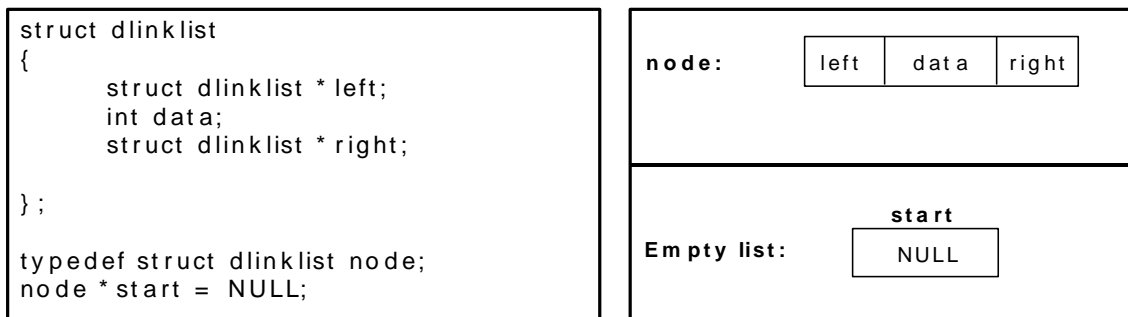 struct dlinklist
{
struct dlinklist * left;
int data;
struct dlinklist * right;
};
typedef struct dlinklist node;
node * start = NULL;
node: left data right
start
Empty list: NULL